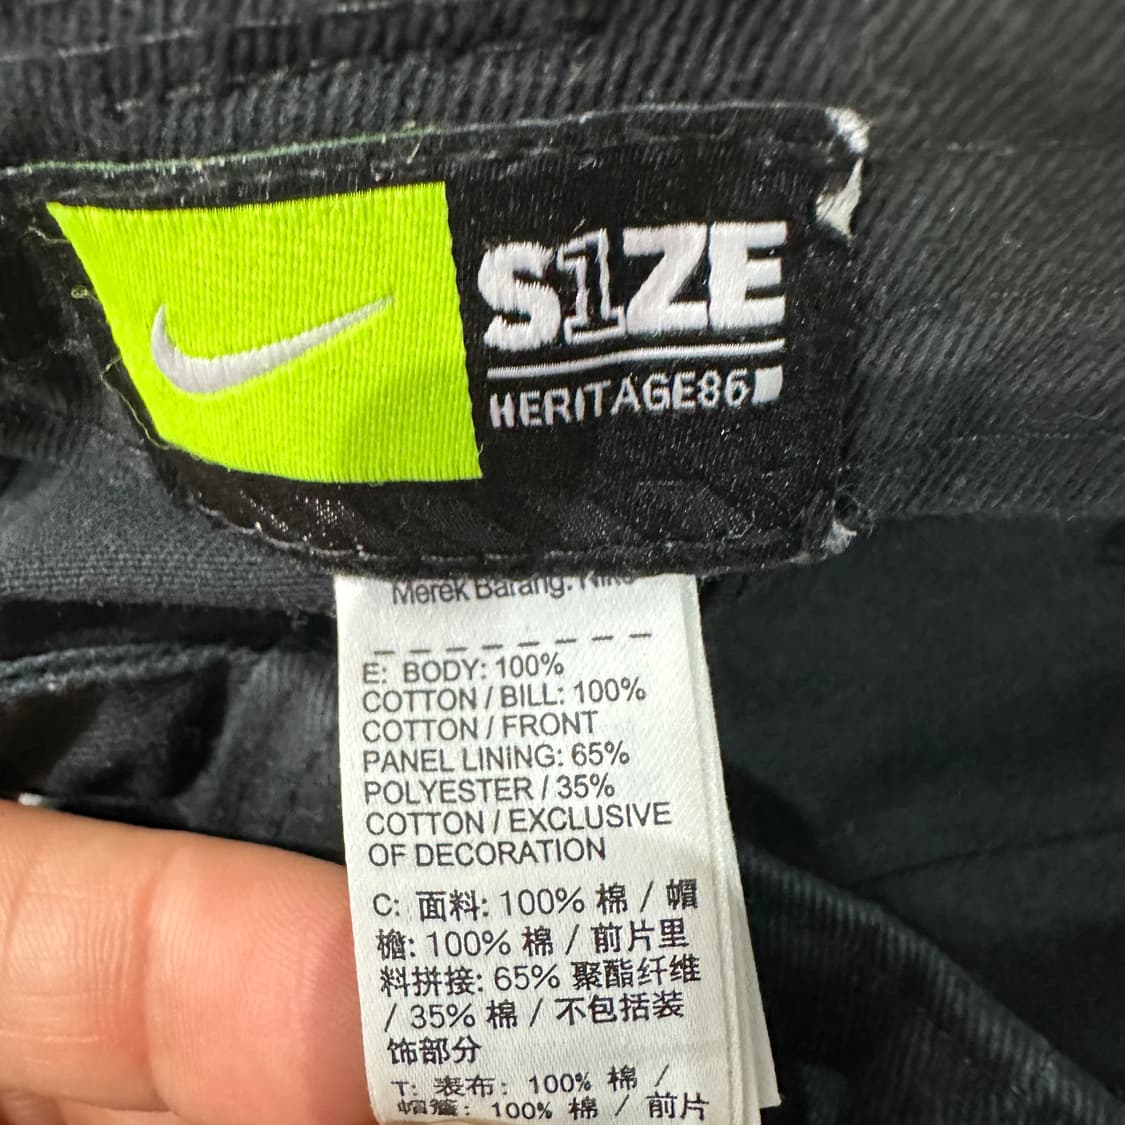 S1ZE
HERITAGE86
Merek Barang: Nike
E: BODY: 100%
COTTON / BILL: 100%
COTTON / FRONT
PANEL LINING: 65%
POLYESTER / 35%
COTTON / EXCLUSIVE
OF DECORATION
C: 面料: 100% 棉 / 帽
檐: 100% 棉 / 前片里
料拼接: 65% 聚酯纤维
/ 35% 棉 / 不包括装
饰部分
T: 表布: 100% 棉 /
100% 棉 / 前片